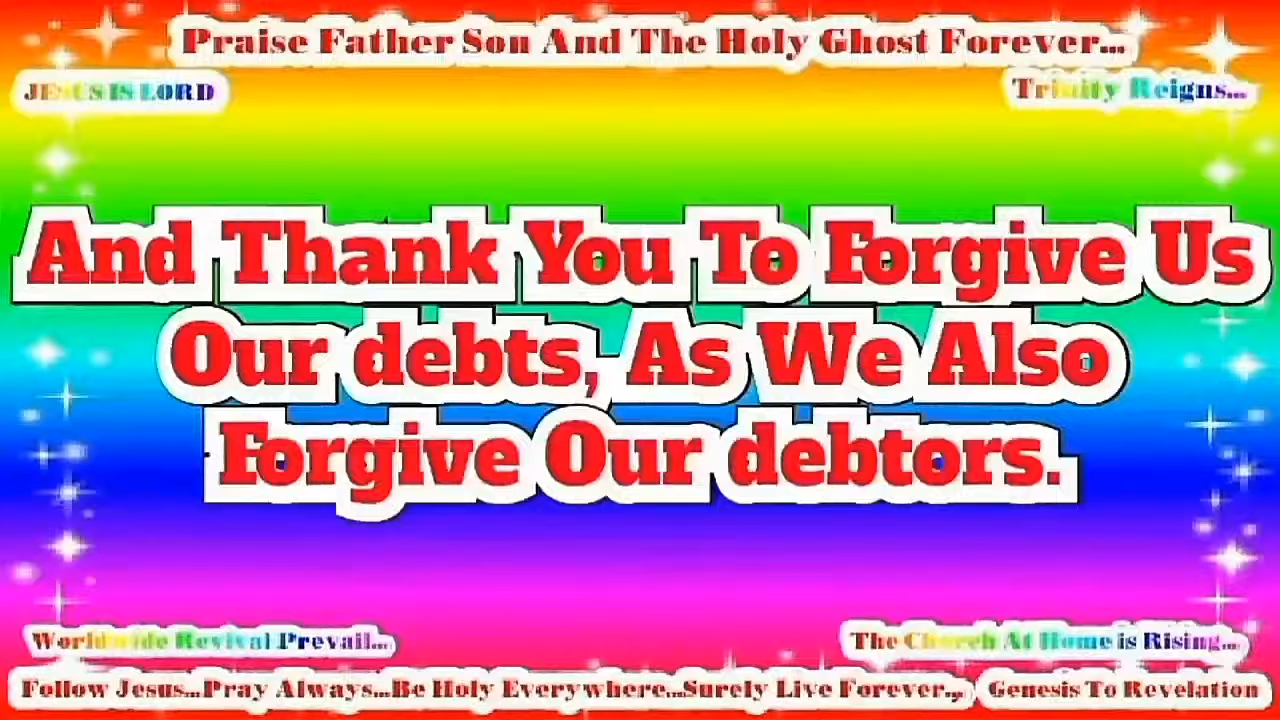 Praise Father Son And The Holy Ghost Forever...
JESUS IS LORD
Trinity Reigns...
And Thank You To Forgive Us
Our debts, As We Also
Forgive Our debtors.
Worldwide Revival Prevail...
The Church At Home is Rising...
Follow Jesus...Pray Always...Be Holy Everywhere...Surely Live Forever..., Genesis To Revelation